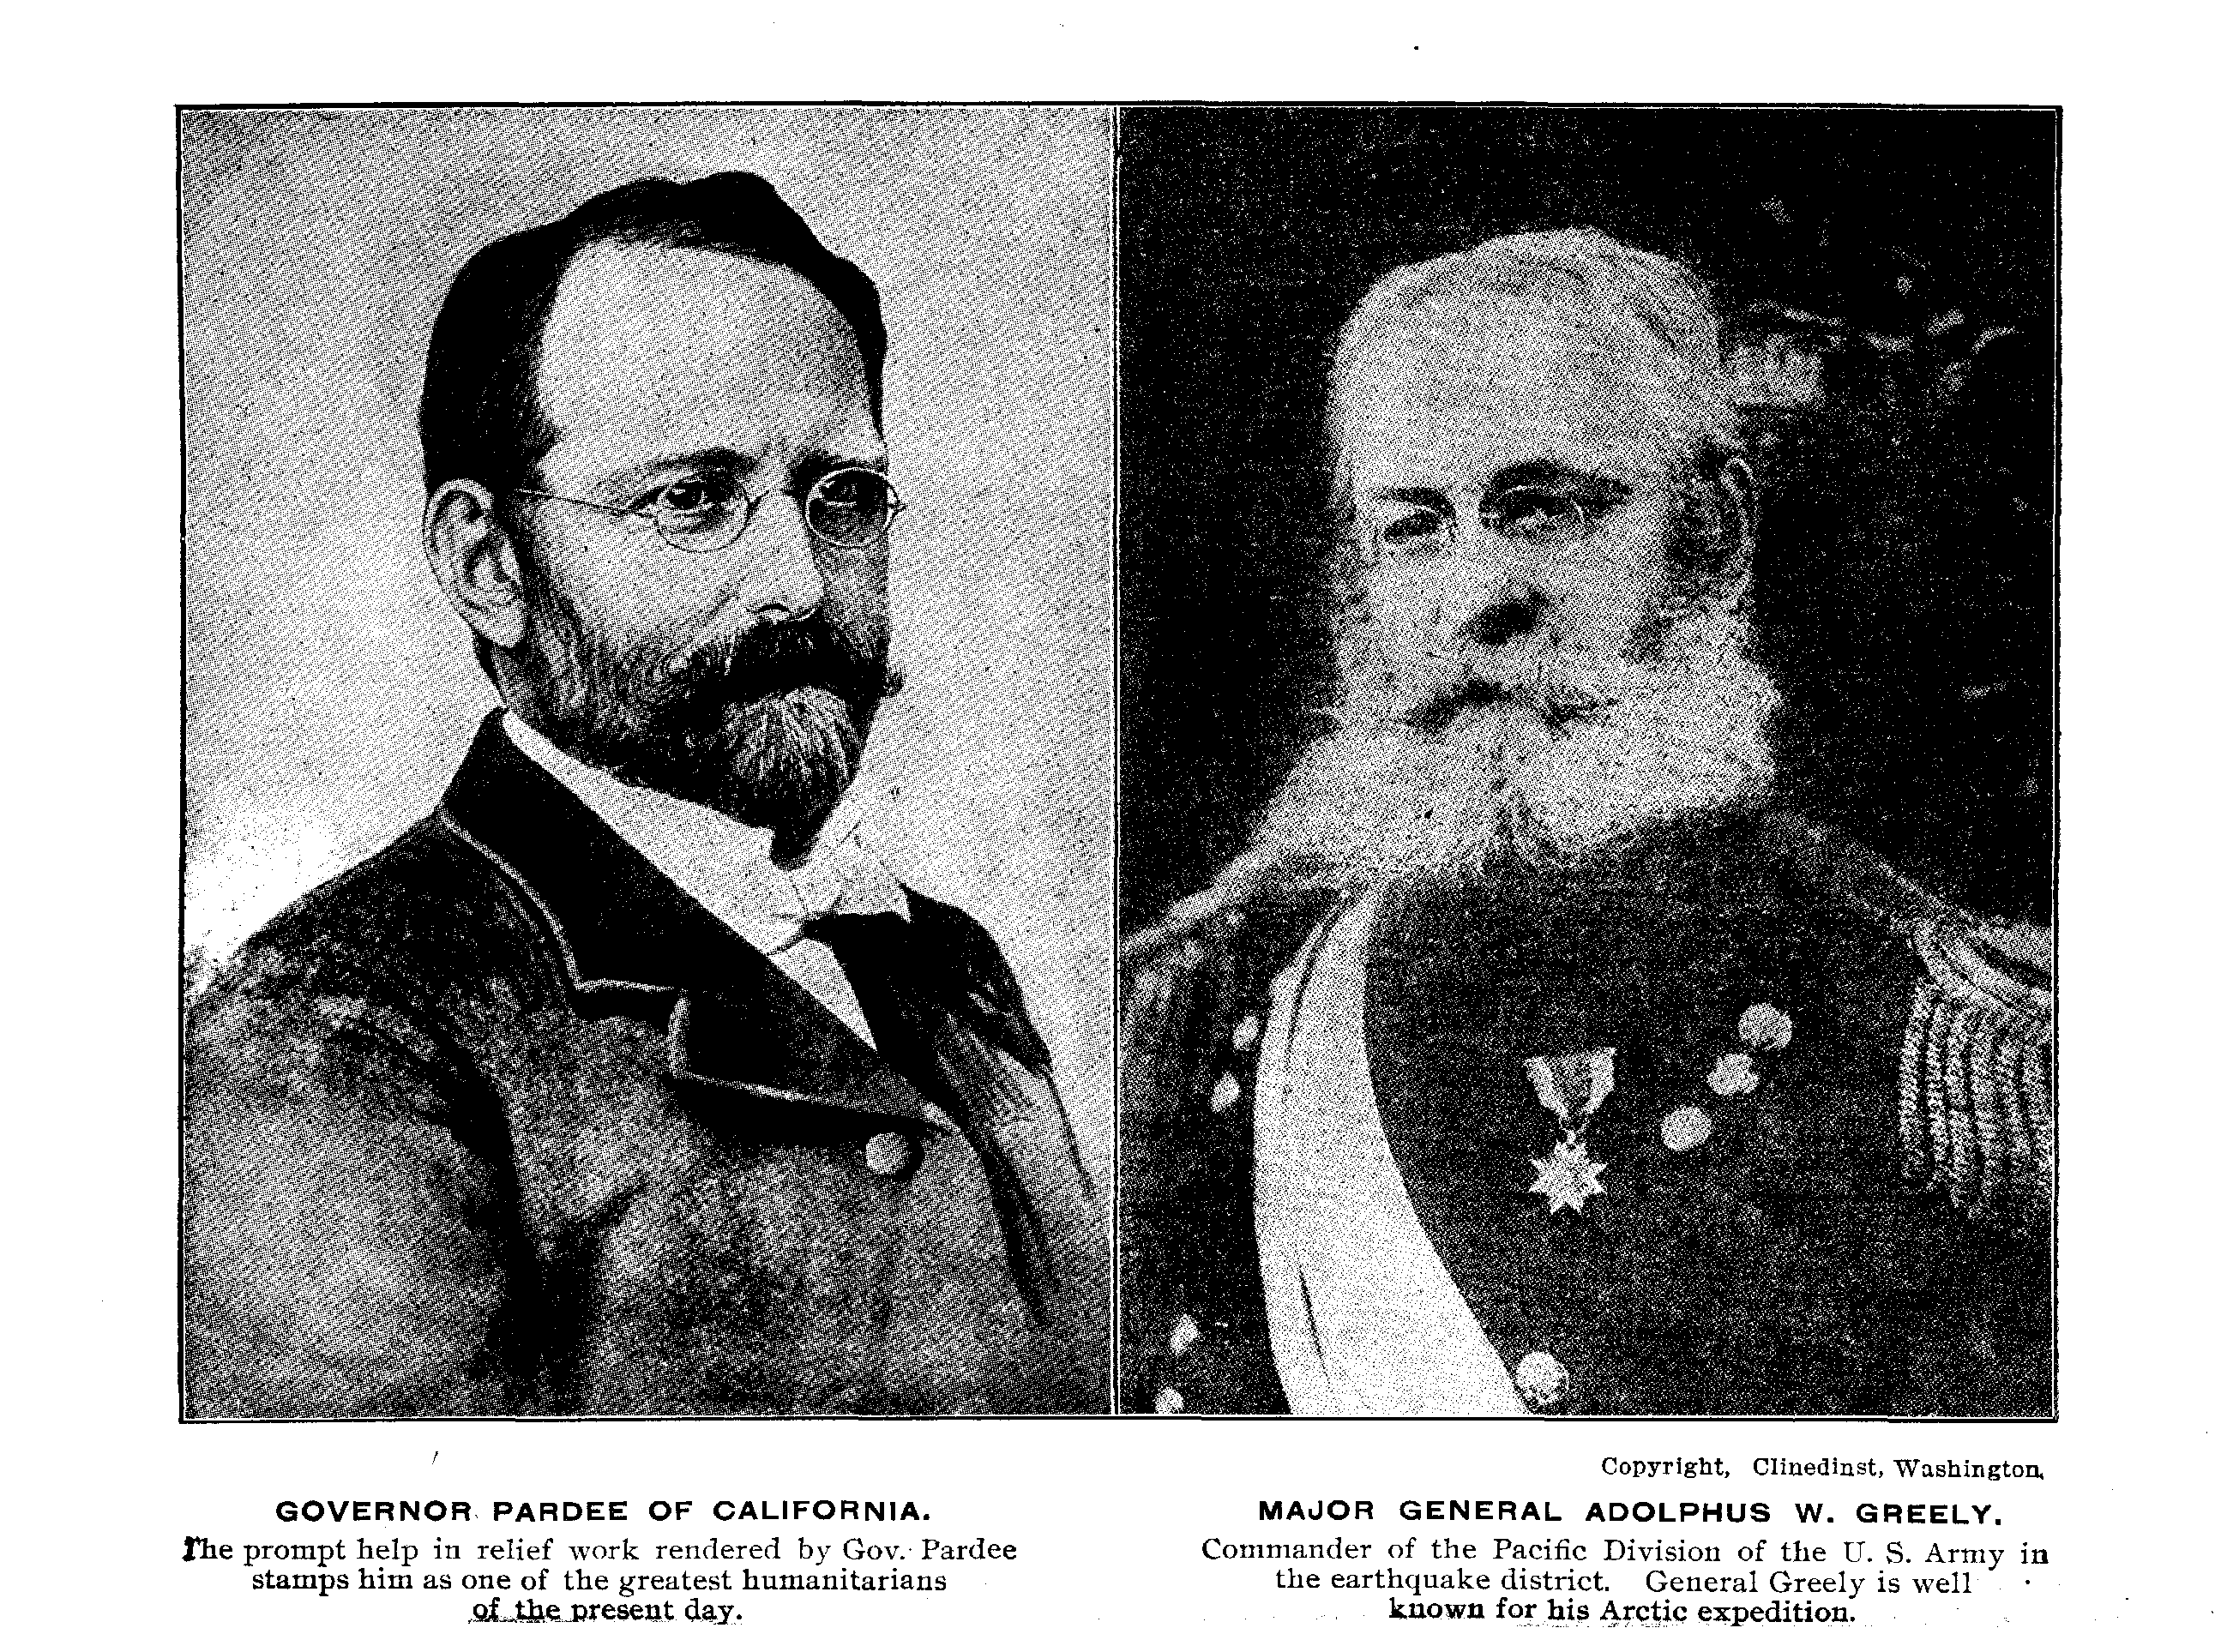 Copyright, Clinedinst, Washington.
GOVERNOR PARDEE OF CALIFORNIA.
The prompt help in relief work rendered by Gov. Pardee
stamps him as one of the greatest humanitarians
of the present day.
MAJOR GENERAL ADOLPHUS W. GREELY.
Commander of the Pacific Division of the U. S. Army in
the earthquake district. General Greely is well
known for his Arctic expedition.